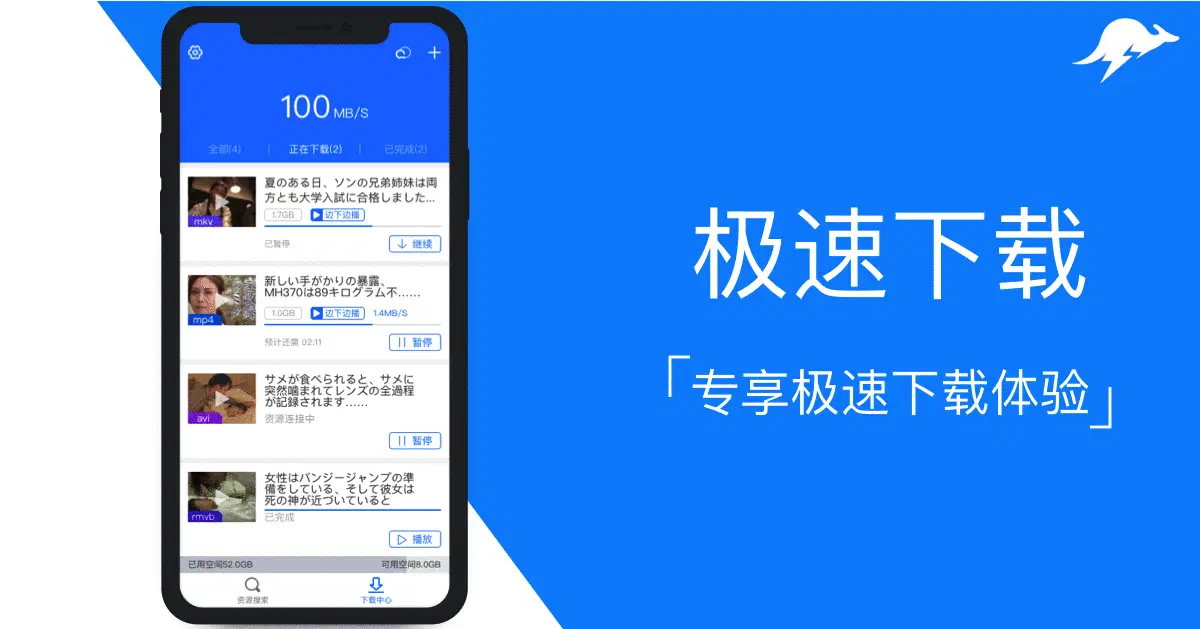 100 MB/S
全部(4) | 正在下载(2) | 已完成(2)
夏のある日、ソンの兄弟姉妹は両
方とも大学入試に合格しました...
mkv
1.7GB 边下边播
已暂停 继续
新しい手がかりの暴露、
MH370は89キログラム不……
mp4
1.0GB 边下边播 1.4MB/S
预计还需 02:11 暂停
サメが食べられると、サメに
突然噛まれてレンズの全過程
が記録されます……
avi
资源连接中
暂停
女性はバンジージャンプの準
備をしている、そして彼女は
死の神が近づいていると
rmvb
已完成
播放
已用空间52.0GB 可用空间8.0GB
资源搜索 下载中心
极速下载
「专享极速下载体验」